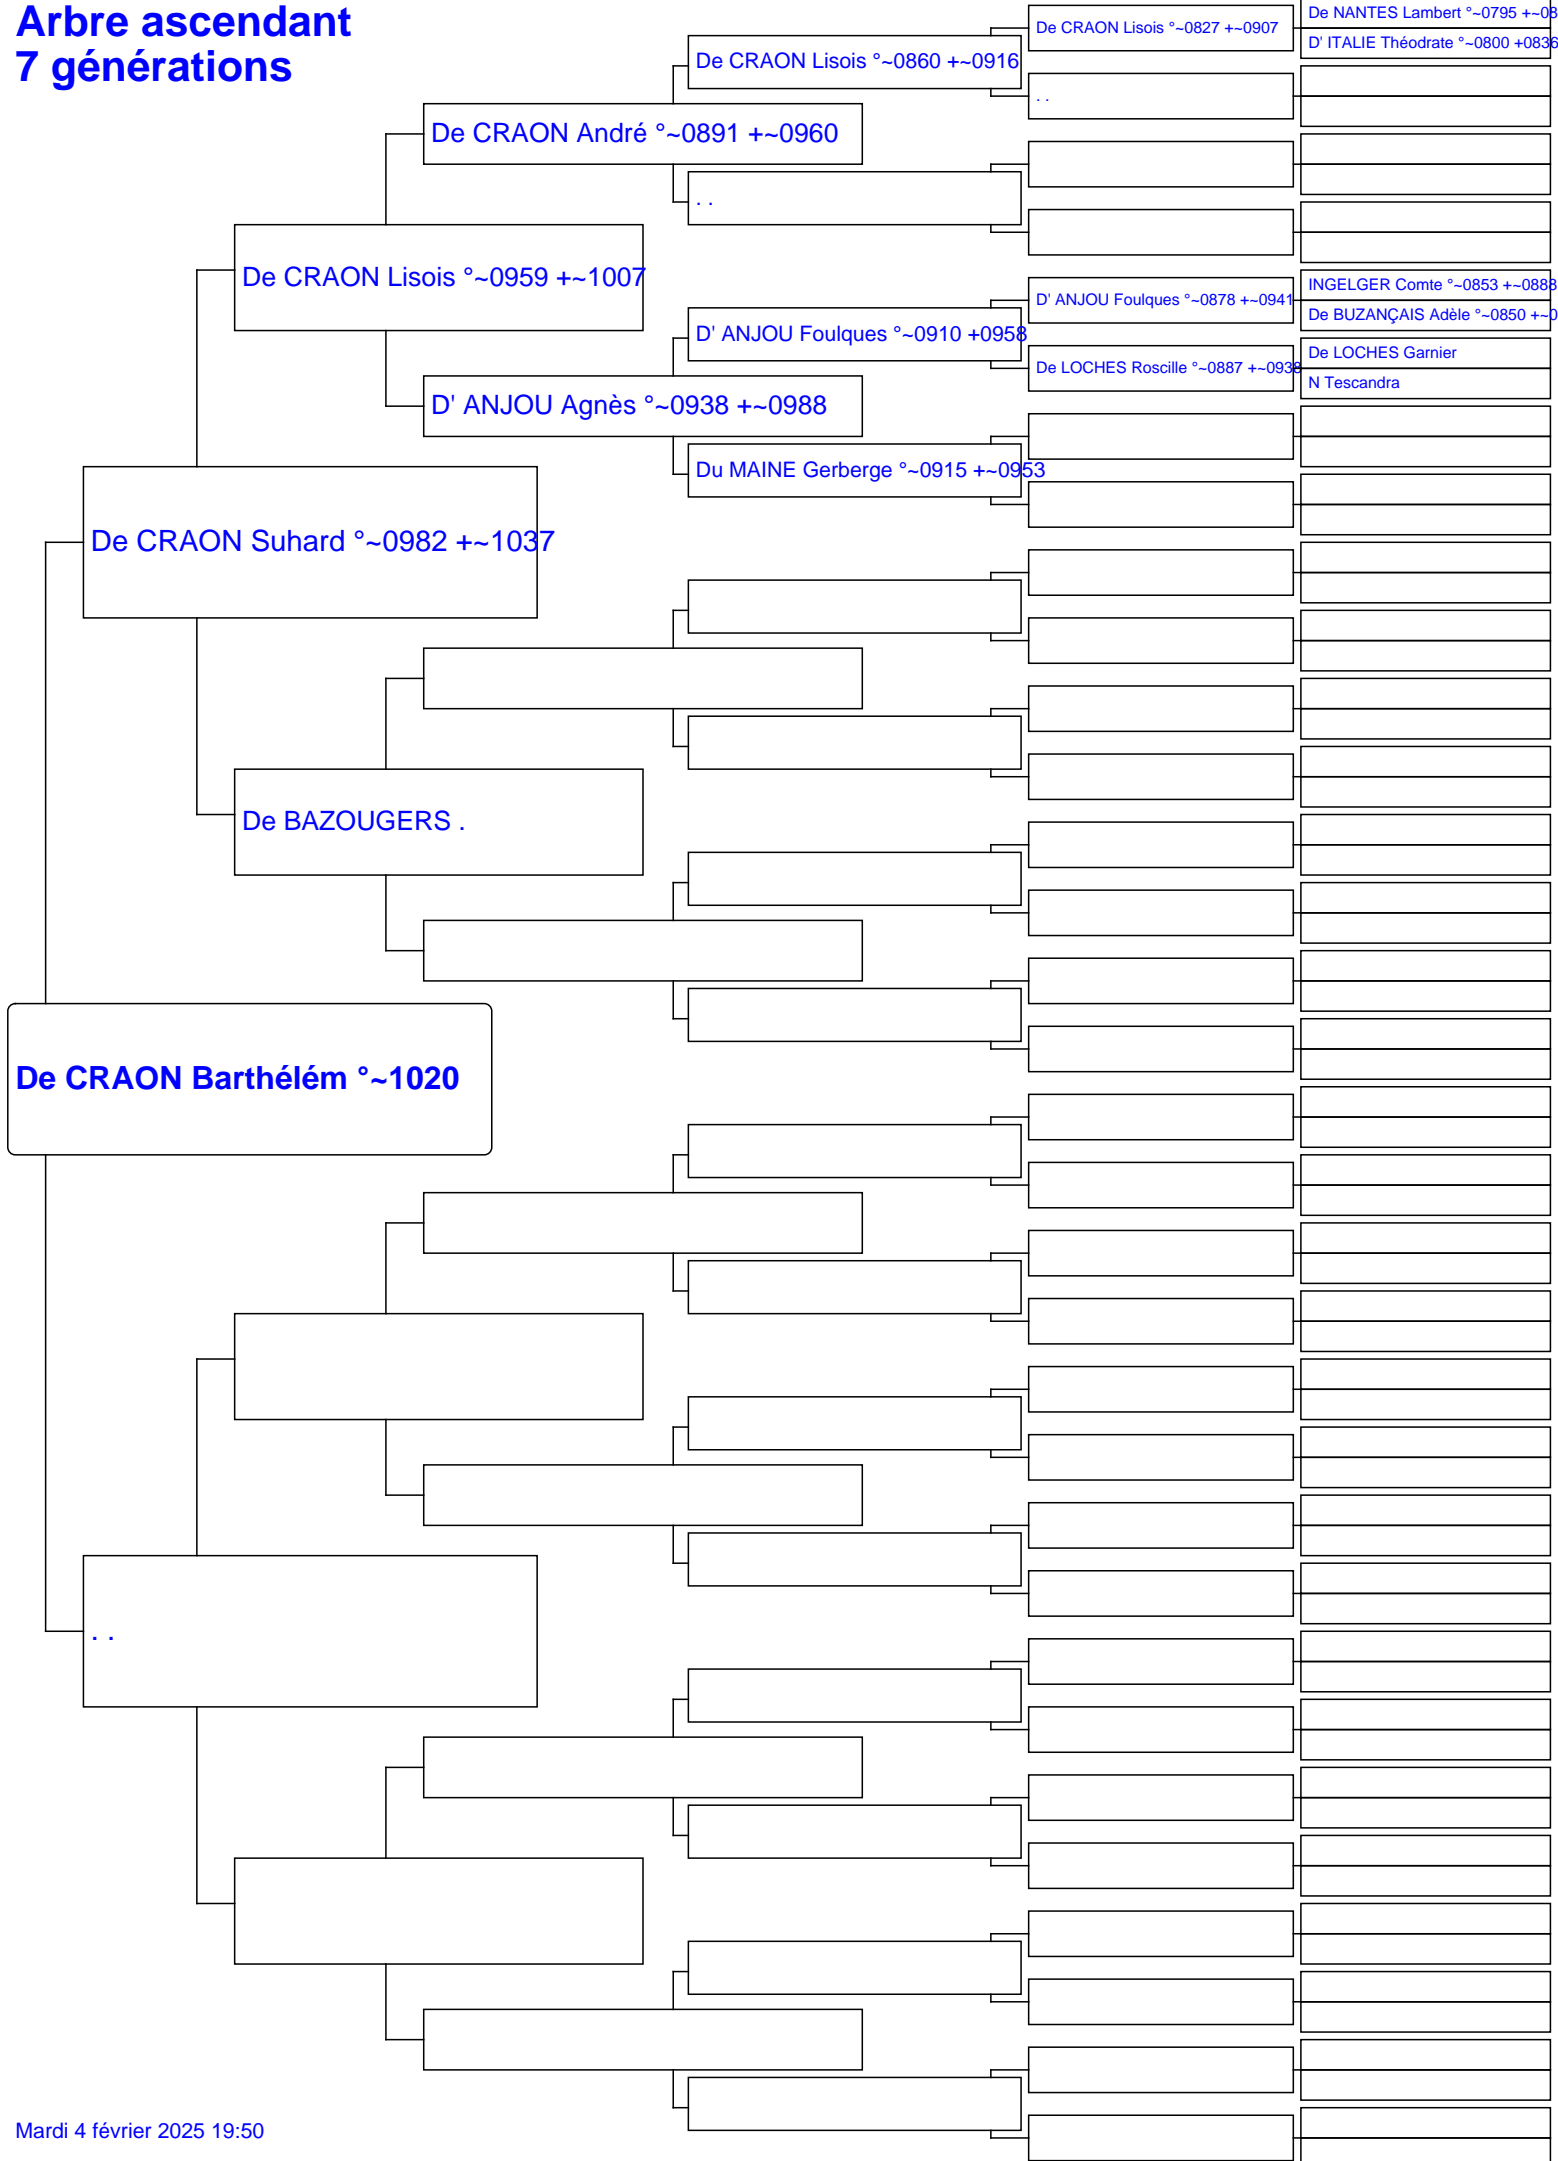 Arbre ascendant
7 générations
De NANTES Lambert °~0795 +~08
De CRAON Lisois °~0827 +~0907
D' ITALIE Théodrate °~0800 +0836
De CRAON Lisois °~0860 +~0916
. .
De CRAON André °~0891 +~0960
. .
De CRAON Lisois °~0959 +~1007
INGELGER Comte °~0853 +~0888
D' ANJOU Foulques °~0878 +~0941
De BUZANÇAIS Adèle °~0850 +~0
D' ANJOU Foulques °~0910 +0958
De LOCHES Garnier
De LOCHES Roscille °~0887 +~0938
N Tescandra
D' ANJOU Agnès °~0938 +~0988
Du MAINE Gerberge °~0915 +~0953
De CRAON Suhard °~0982 +~1037
De BAZOUGERS .
De CRAON Barthélém °~1020
. .
Mardi 4 février 2025 19:50